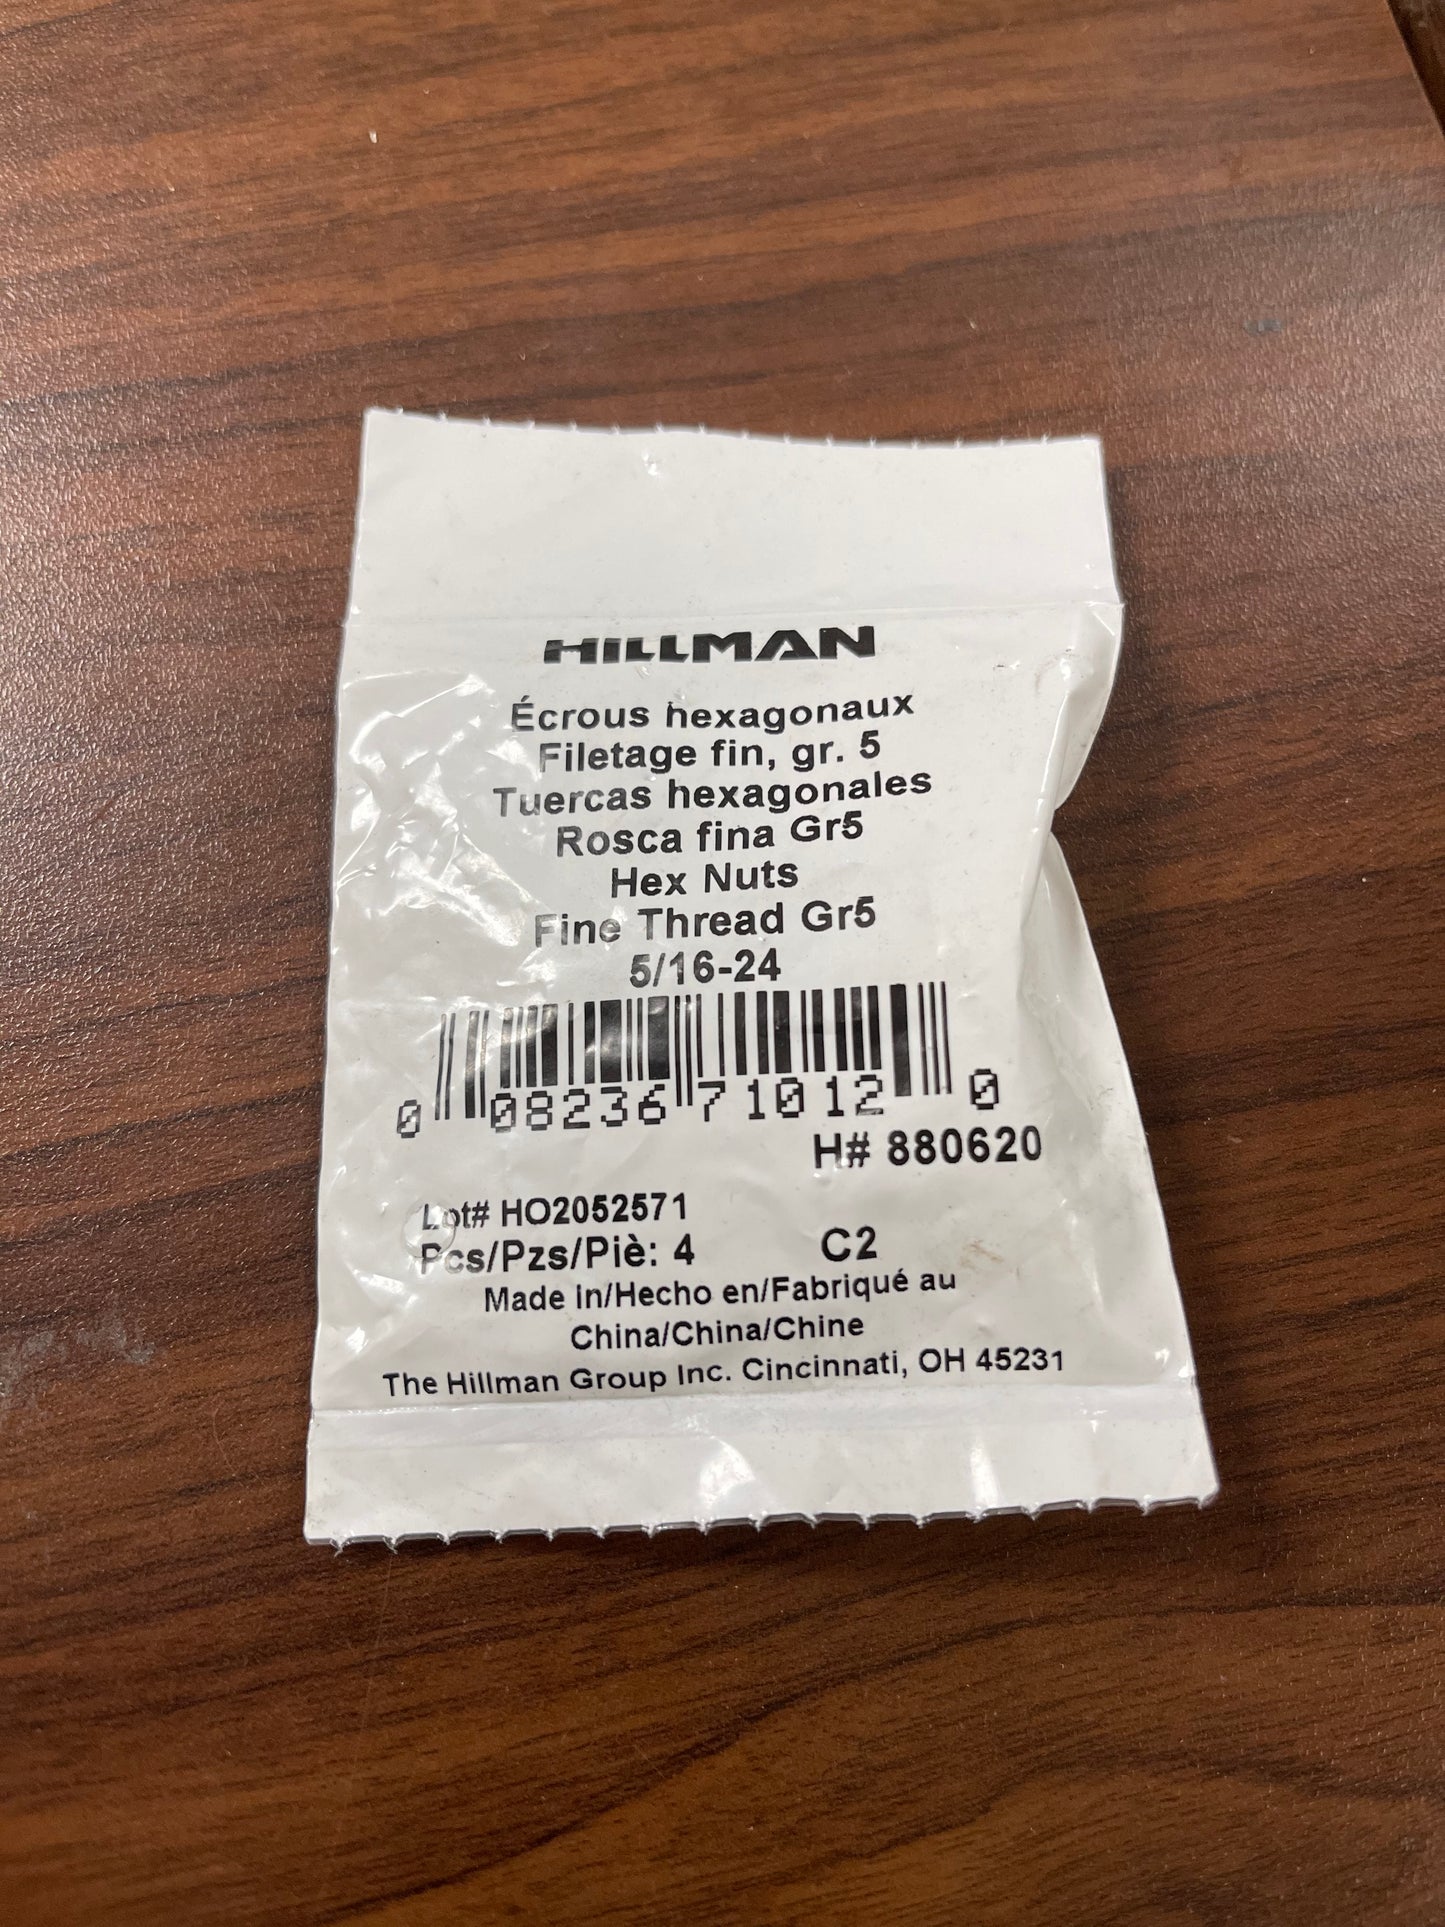 HILLMAN
Écrous hexagonaux
Filetage fin, gr. 5
Tuercas hexagonales
Rosca fina Gr5
Hex Nuts
Fine Thread Gr5
5/16-24
0 08236 71012 0
H# 880620
Lot# HO2052571
Pcs/Pzs/Piè: 4 C2
Made in/Hecho en/Fabriqué au
China/China/Chine
The Hillman Group Inc. Cincinnati, OH 45231